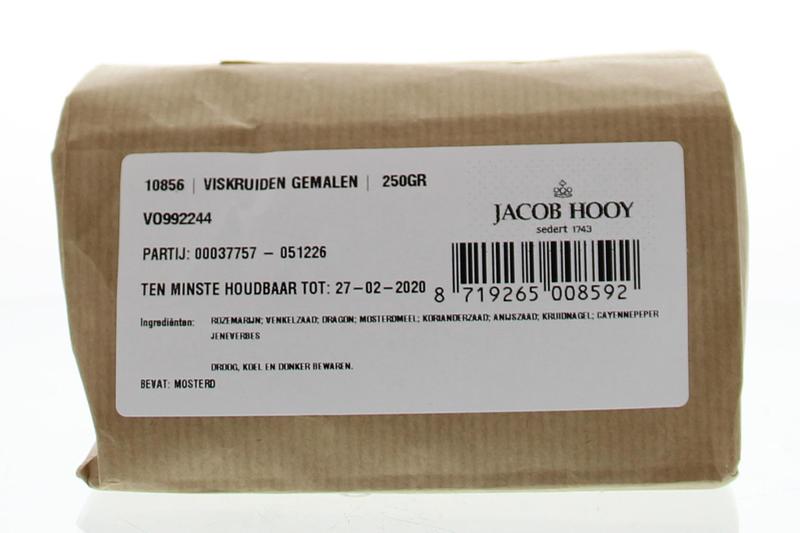 10856 | VISKRUIDEN GEMALEN | 250GR
JACOB HOOY
sedert 1743
VO992244
PARTIJ: 00037757 - 051226
TEN MINSTE HOUDBAAR TOT: 27-02-2020
8 719265 008592
Ingrediënten: ROZEMARIJN; VENKELZAAD; DRAGON; MOSTERDMEEL; KORIANDERZAAD; ANIJSZAAD; KRUIDNAGEL; CAYENNEPEPER
JENEVERBES
DROOG, KOEL EN DONKER BEWAREN.
BEVAT: MOSTERD